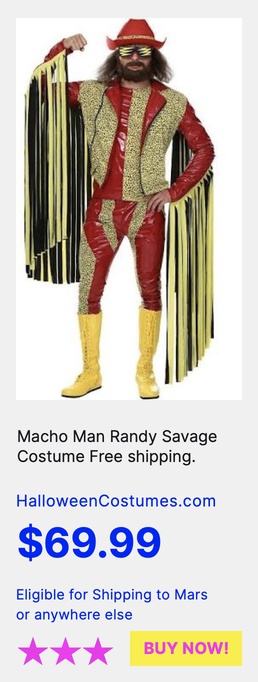 Macho Man Randy Savage
Costume Free shipping.
HalloweenCostumes.com
$69.99
Eligible for Shipping to Mars
or anywhere else
BUY NOW!